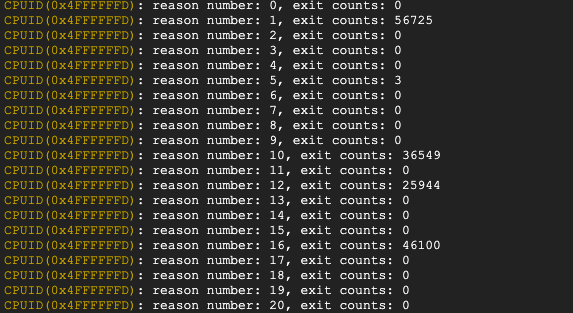 CPUID(0x4FFFFFFD): reason number: 0, exit counts: 0
CPUID(0x4FFFFFFD): reason number: 1, exit counts: 56725
CPUID(0x4FFFFFFD): reason number: 2, exit counts: 0
CPUID(0x4FFFFFFD): reason number: 3, exit counts: 0
CPUID(0x4FFFFFFD): reason number: 4, exit counts: 0
CPUID(0x4FFFFFFD): reason number: 5, exit counts: 3
CPUID(0x4FFFFFFD): reason number: 6, exit counts: 0
CPUID(0x4FFFFFFD): reason number: 7, exit counts: 0
CPUID(0x4FFFFFFD): reason number: 8, exit counts: 0
CPUID(0x4FFFFFFD): reason number: 9, exit counts: 0
CPUID(0x4FFFFFFD): reason number: 10, exit counts: 36549
CPUID(0x4FFFFFFD): reason number: 11, exit counts: 0
CPUID(0x4FFFFFFD): reason number: 12, exit counts: 25944
CPUID(0x4FFFFFFD): reason number: 13, exit counts: 0
CPUID(0x4FFFFFFD): reason number: 14, exit counts: 0
CPUID(0x4FFFFFFD): reason number: 15, exit counts: 0
CPUID(0x4FFFFFFD): reason number: 16, exit counts: 46100
CPUID(0x4FFFFFFD): reason number: 17, exit counts: 0
CPUID(0x4FFFFFFD): reason number: 18, exit counts: 0
CPUID(0x4FFFFFFD): reason number: 19, exit counts: 0
CPUID(0x4FFFFFFD): reason number: 20, exit counts: 0